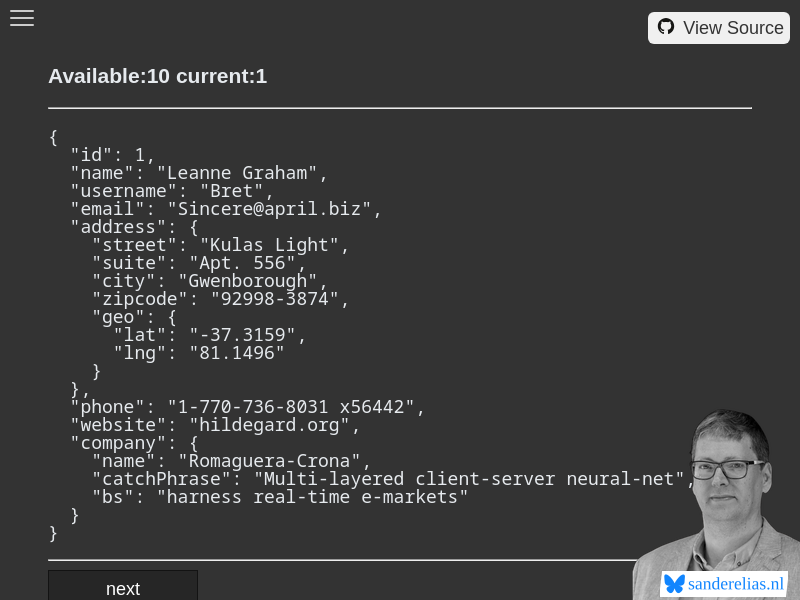 View Source
Available:10 current:1
{
  "id": 1,
  "name": "Leanne Graham",
  "username": "Bret",
  "email": "Sincere@april.biz",
  "address": {
    "street": "Kulas Light",
    "suite": "Apt. 556",
    "city": "Gwenborough",
    "zipcode": "92998-3874",
    "geo": {
      "lat": "-37.3159",
      "lng": "81.1496"
    }
  },
  "phone": "1-770-736-8031 x56442",
  "website": "hildegard.org",
  "company": {
    "name": "Romaguera-Crona",
    "catchPhrase": "Multi-layered client-server neural-net",
    "bs": "harness real-time e-markets"
  }
}
next
sanderelias.nl